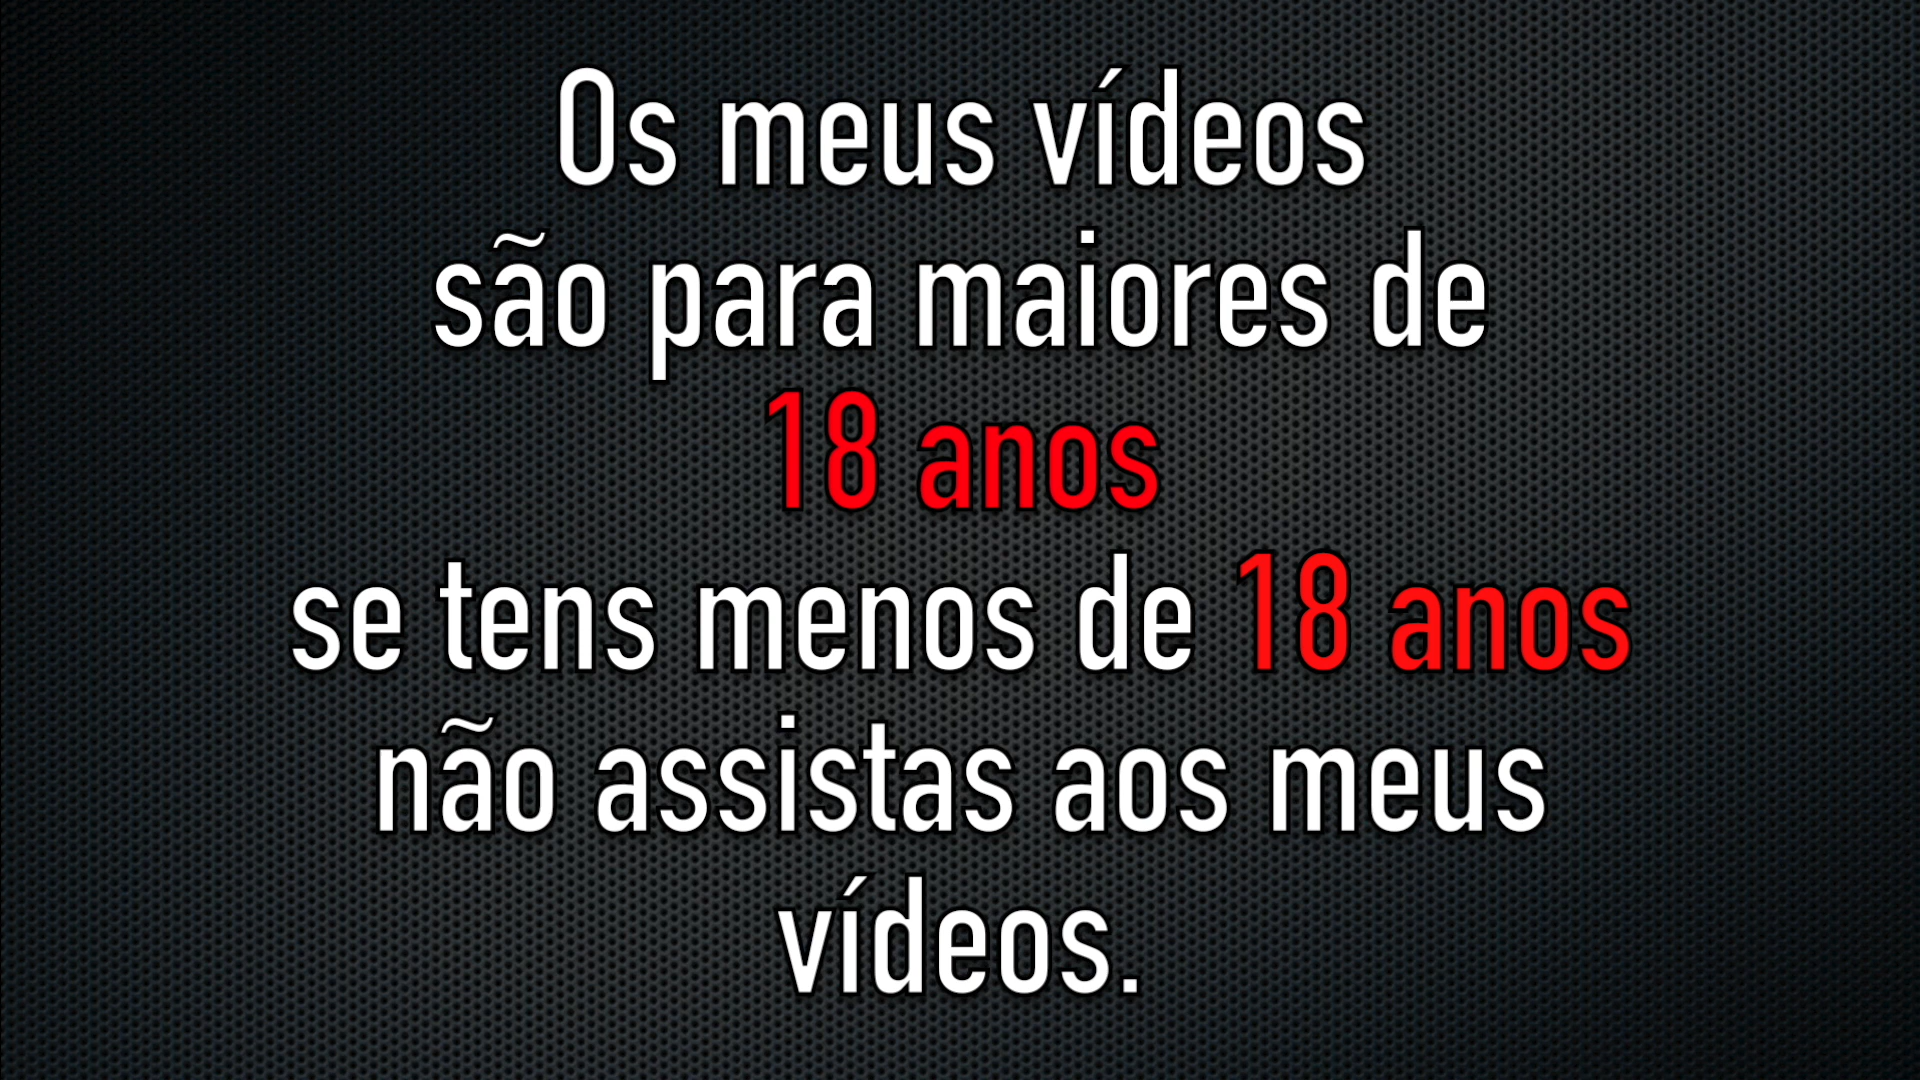 Os meus vídeos
são para maiores de
18 anos
se tens menos de 18 anos
não assistas aos meus
vídeos.